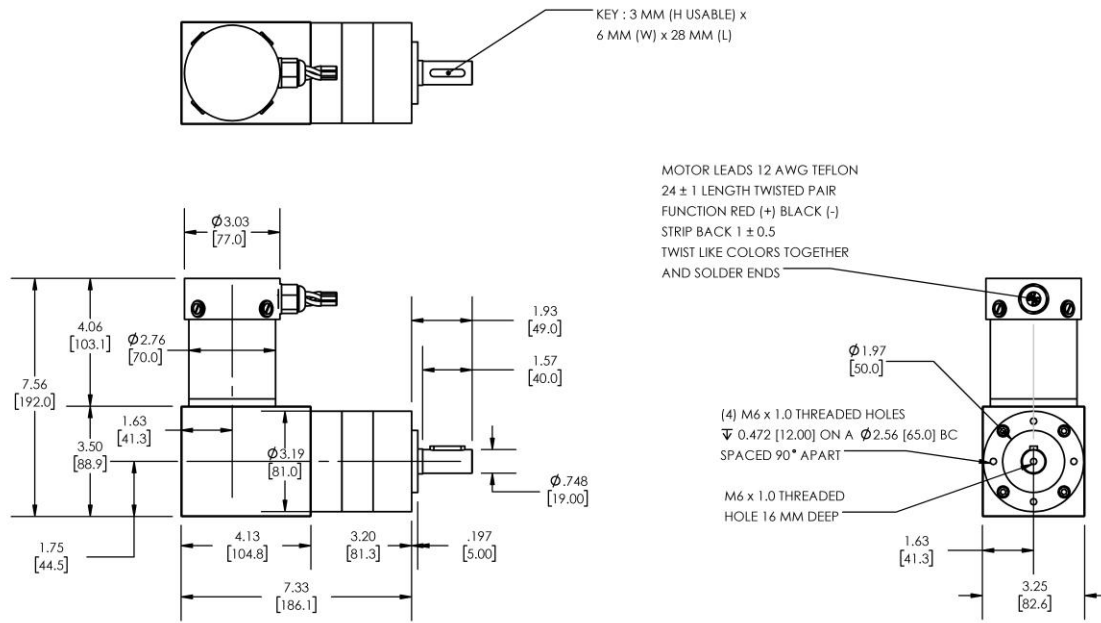 KEY : 3 MM (H USABLE) x
6 MM (W) x 28 MM (L)
MOTOR LEADS 12 AWG TEFLON
24 ± 1 LENGTH TWISTED PAIR
FUNCTION RED (+) BLACK (-)
STRIP BACK 1 ± 0.5
TWIST LIKE COLORS TOGETHER
AND SOLDER ENDS
Ø3.03
[77.0]
4.06
[103.1]
Ø2.76
[70.0]
7.56
[192.0]
1.63
[41.3]
3.50
[88.9]
Ø3.19
[81.0]
1.93
[49.0]
1.57
[40.0]
Ø.748
[19.00]
1.75
[44.5]
4.13
[104.8]
3.20
[81.3]
.197
[5.00]
7.33
[186.1]
Ø1.97
[50.0]
(4) M6 x 1.0 THREADED HOLES
↧ 0.472 [12.00] ON A Ø2.56 [65.0] BC
SPACED 90° APART
M6 x 1.0 THREADED
HOLE 16 MM DEEP
1.63
[41.3]
3.25
[82.6]